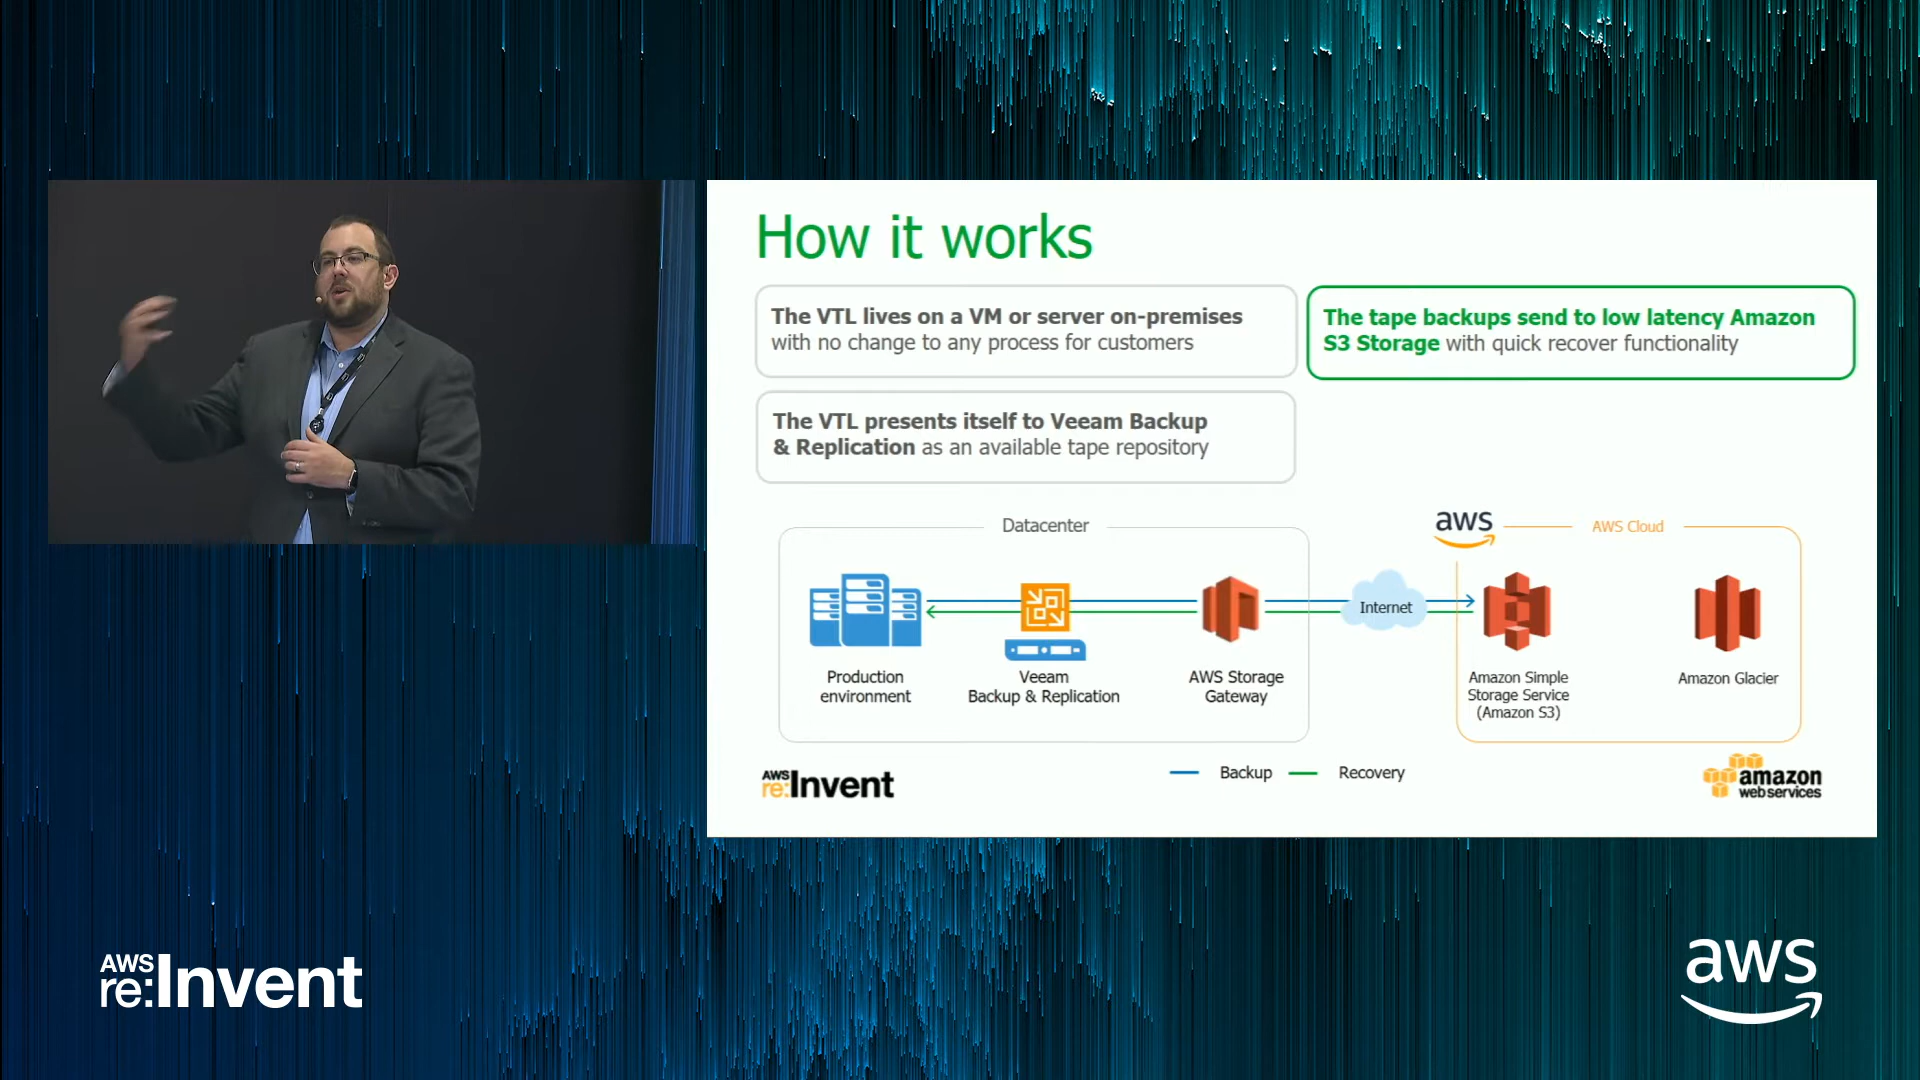 How it works
The VTL lives on a VM or server on-premises
with no change to any process for customers
The tape backups send to low latency Amazon
S3 Storage with quick recover functionality
The VTL presents itself to Veeam Backup
& Replication as an available tape repository
Datacenter
aws
AWS Cloud
Internet
Production
environment
Veeam
Backup & Replication
AWS Storage
Gateway
Amazon Simple
Storage Service
(Amazon S3)
Amazon Glacier
Backup
Recovery
AWS
re:Invent
amazon
webservices
AWS
re:Invent
aws